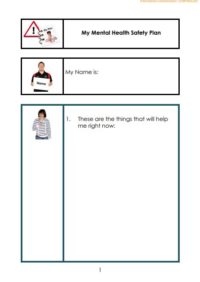 My Mental Health Safety Plan
My Name is:
1. These are the things that will help
me right now:
1